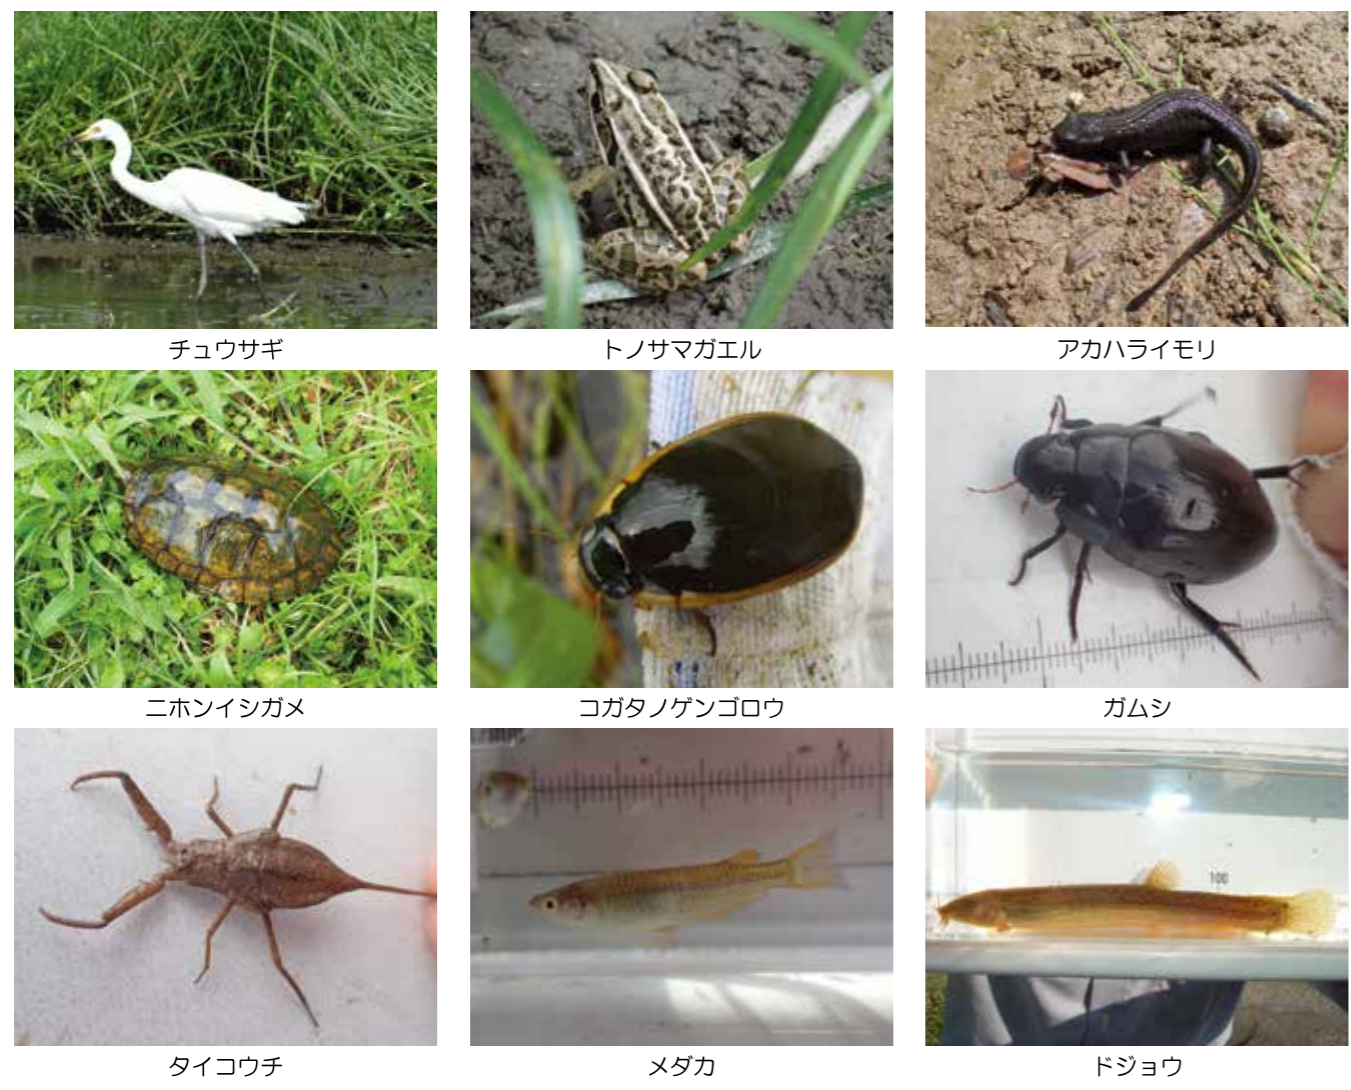 チュウサギ
トノサマガエル
アカハライモリ
ニホンイシガメ
コガタノゲンゴロウ
ガムシ
100
タイコウチ
メダカ
ドジョウ